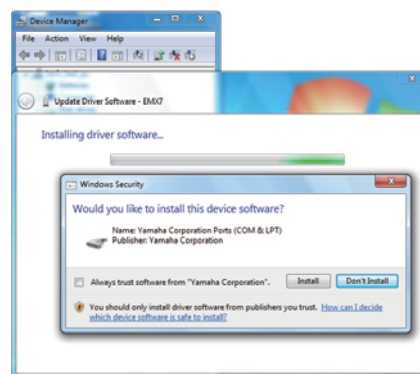 Device Manager
File Action View Help
Update Driver Software - EMX7
Installing driver software...
Windows Security
Would you like to install this device software?
Name: Yamaha Corporation Ports (COM & LPT)
Publisher: Yamaha Corporation
Always trust software from "Yamaha Corporation".
Install
Don't Install
You should only install driver software from publishers you trust. How can I decide
which device software is safe to install?